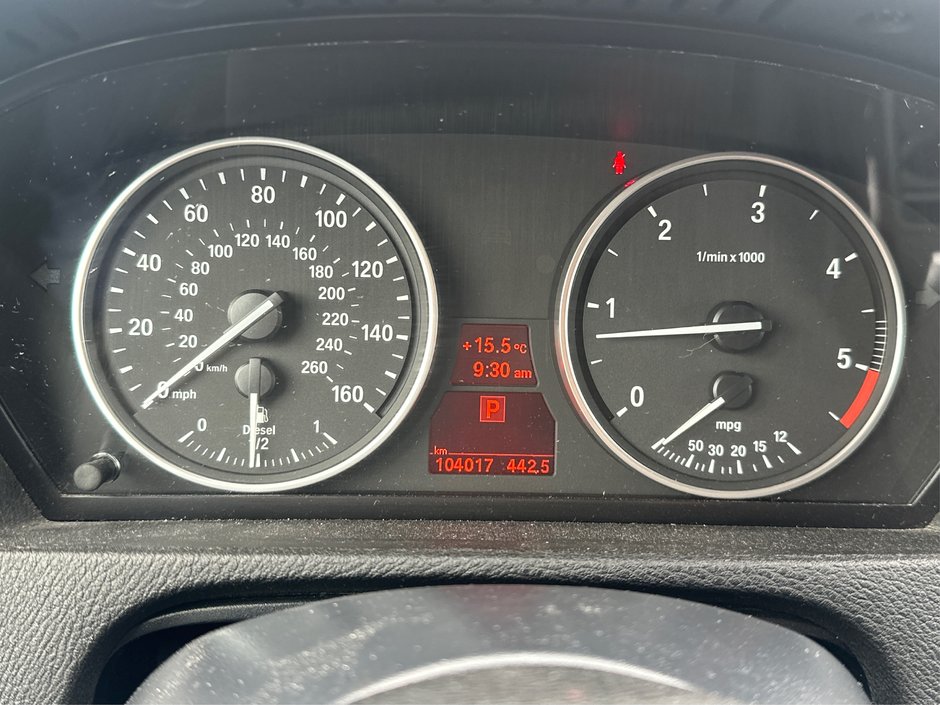 0 20 40 60 80 100 120 140 160
mph
0 20 40 60 80 100 120 140 160 180 200 220 240 260
km/h
0 1/2 1
Diesel
+15.5°C
9:30 am
P
km
104017 442.5
0 1 2 3 4 5
1/min x 1000
mpg
50 30 20 15 12